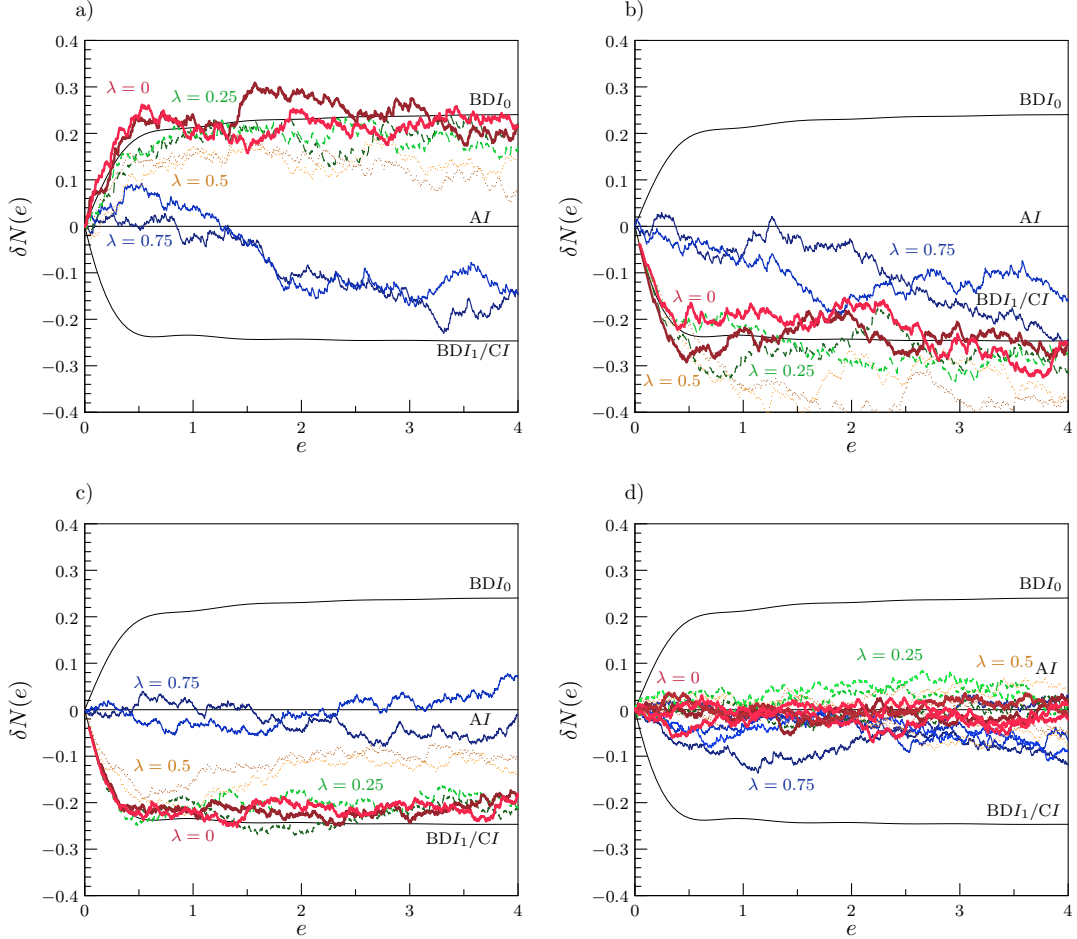 a)
0.4
0.3
0.2
0.1
0
−0.1
−0.2
−0.3
−0.4
δN(e)
λ = 0
λ = 0.25
BDI₀
λ = 0.5
AI
λ = 0.75
BDI₁/CI
0 1 2 3 4
e
b)
0.4
0.3
0.2
0.1
0
−0.1
−0.2
−0.3
−0.4
δN(e)
BDI₀
AI
λ = 0.75
λ = 0
BDI₁/CI
λ = 0.5
λ = 0.25
0 1 2 3 4
e
c)
0.4
0.3
0.2
0.1
0
−0.1
−0.2
−0.3
−0.4
δN(e)
BDI₀
λ = 0.75
AI
λ = 0.5
λ = 0.25
λ = 0
BDI₁/CI
0 1 2 3 4
e
d)
0.4
0.3
0.2
0.1
0
−0.1
−0.2
−0.3
−0.4
δN(e)
BDI₀
λ = 0.25
λ = 0.5
λ = 0
AI
λ = 0.75
BDI₁/CI
0 1 2 3 4
e